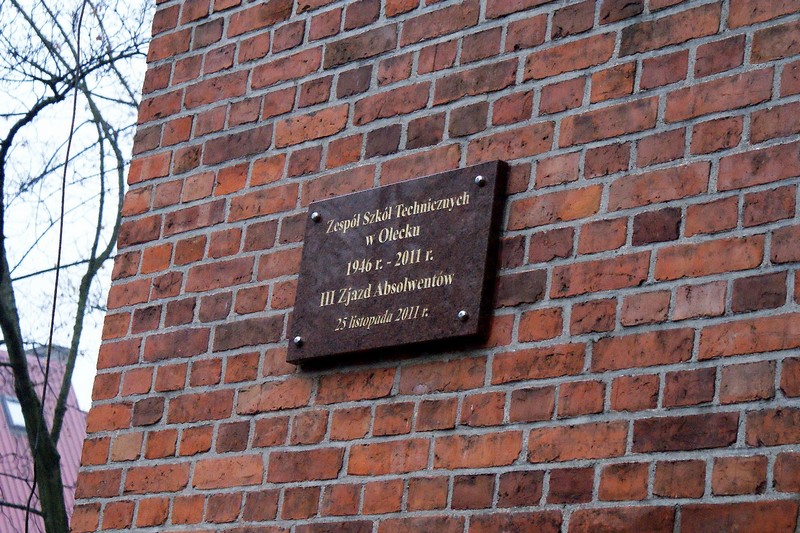 Zespół Szkół Technicznych
w Olecku
1946 r. - 2011 r.
III Zjazd Absolwentów
25 listopada 2011 r.